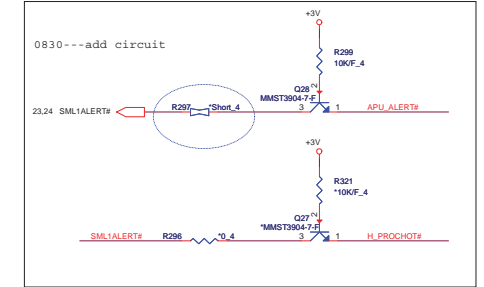 +3V
0830---add circuit
R299
10K/F_4
Q28
2
MMST3904-7-F
R297
*Short_4
23,24 SML1ALERT#
3
1
APU_ALERT#
+3V
R321
*10K/F_4
Q27
2
*MMST3904-7-F
SML1ALERT#
R296
*0_4
3
1
H_PROCHOT#